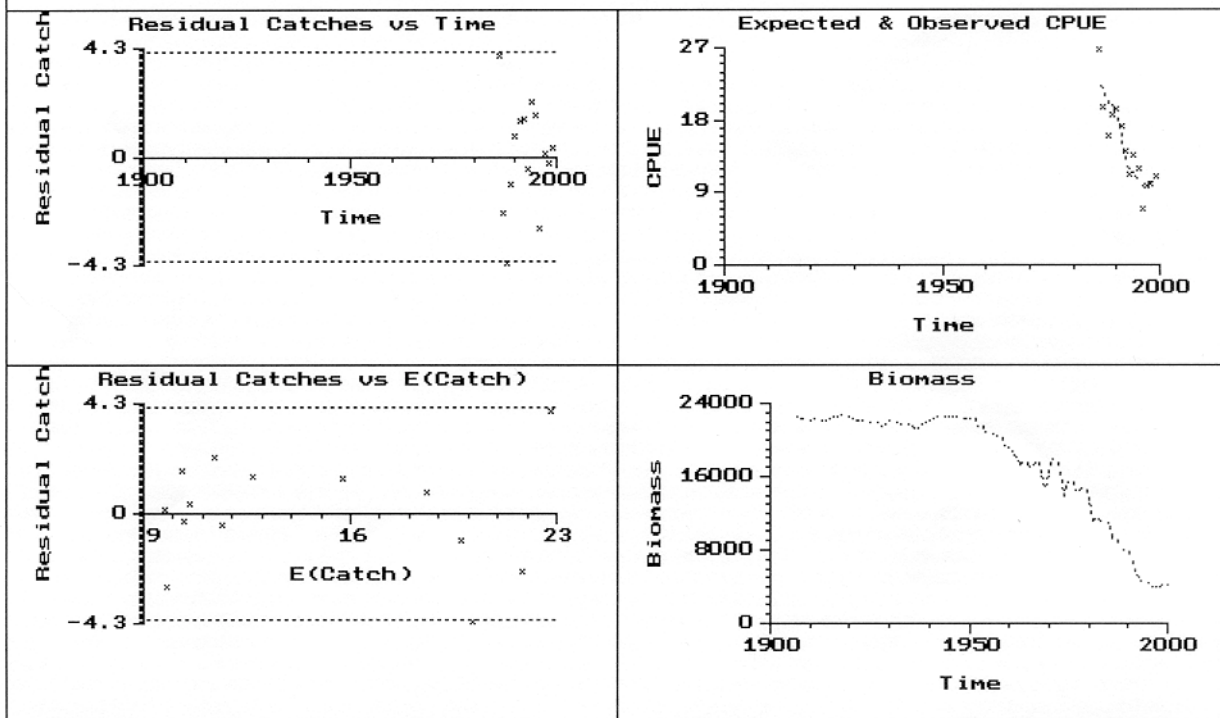 Residual Catches vs Time
Residual Catch
4.3
0
-4.3
1900
1950
2000
Time
Expected & Observed CPUE
CPUE
27
18
9
0
1900
1950
2000
Time
Residual Catches vs E(Catch)
Residual Catch
4.3
0
-4.3
9
16
23
E(Catch)
Biomass
Biomass
24000
16000
8000
0
1900
1950
2000
Time